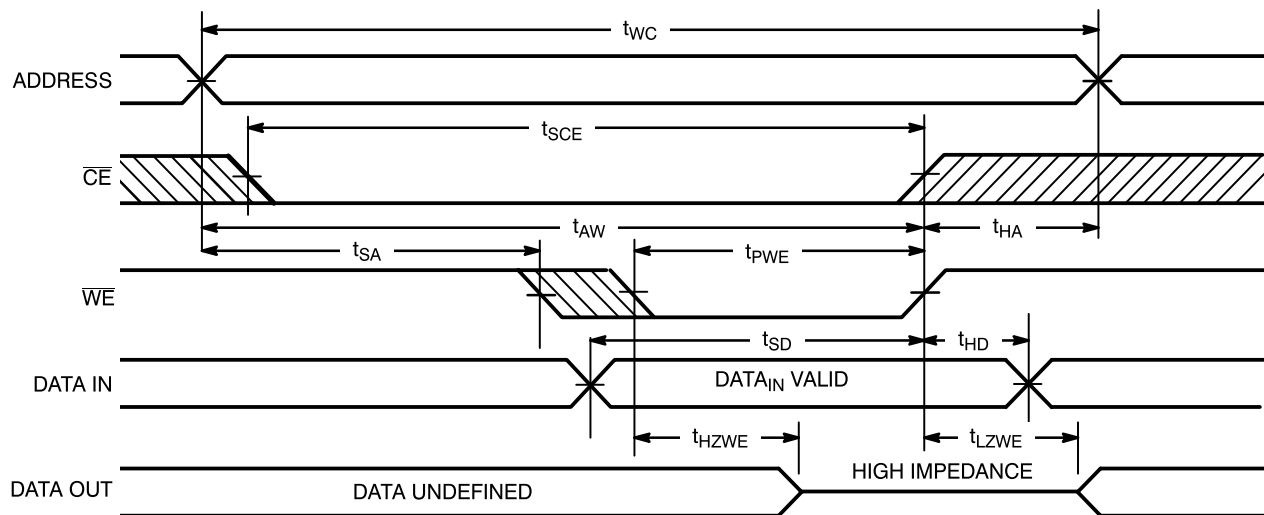 tWC
ADDRESS
tSCE
CE
tAW
tHA
tSA
tPWE
WE
tSD
tHD
DATA IN
DATAIN VALID
tHZWE
tLZWE
HIGH IMPEDANCE
DATA OUT
DATA UNDEFINED